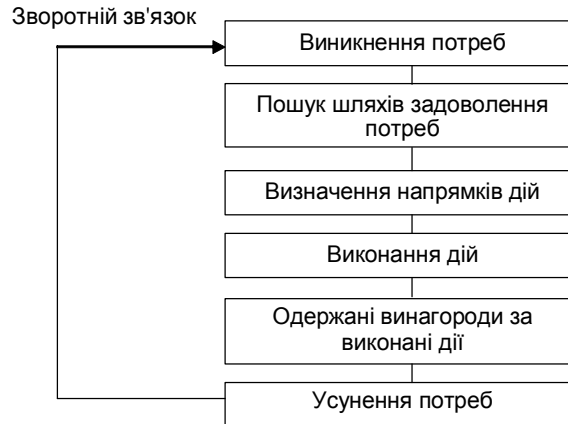 Зворотній зв'язок
Виникнення потреб
Пошук шляхів задоволення
потреб
Визначення напрямків дій
Виконання дій
Одержані винагороди за
виконані дії
Усунення потреб